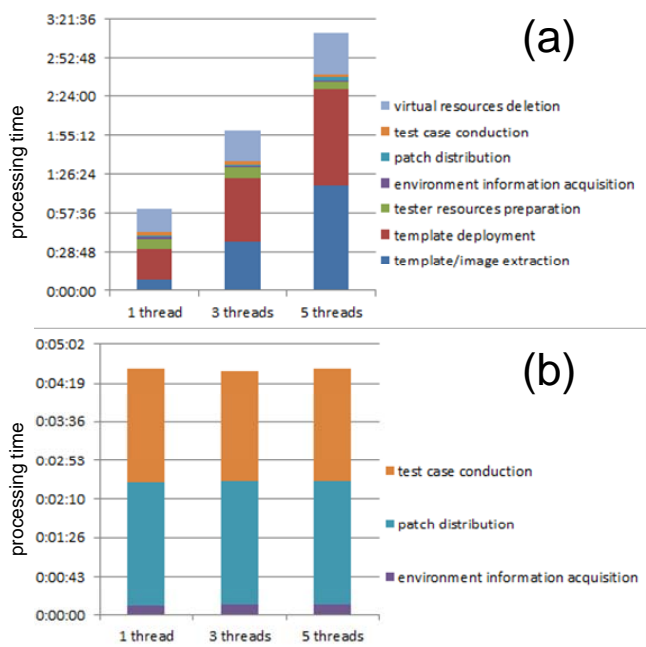 (a)
processing time
3:21:36
2:52:48
2:24:00
1:55:12
1:26:24
0:57:36
0:28:48
0:00:00
1 thread
3 threads
5 threads
virtual resources deletion
test case conduction
patch distribution
environment information acquisition
tester resources preparation
template deployment
template/image extraction
(b)
processing time
0:05:02
0:04:19
0:03:36
0:02:53
0:02:10
0:01:26
0:00:43
0:00:00
1 thread
3 threads
5 threads
test case conduction
patch distribution
environment information acquisition